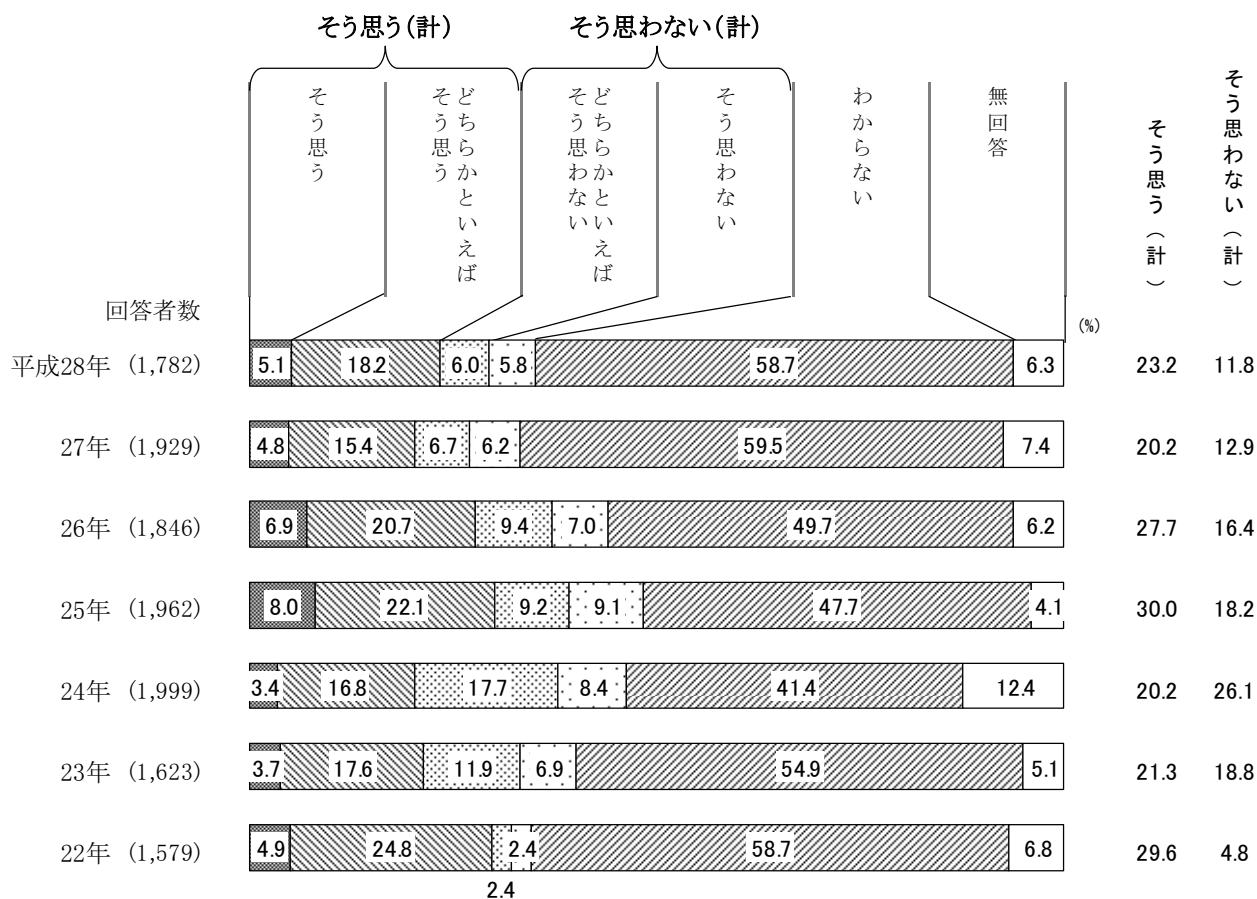 そう思う（計）
そう思わない（計）
そう思う
どちらかといえば
そう思う
どちらかといえば
そう思わない
そう思わない
わからない
無回答
そう思う（計）
そう思わない（計）
回答者数
(%)
平成28年 (1,782) 5.1 18.2 6.0 5.8 58.7 6.3 23.2 11.8
27年 (1,929) 4.8 15.4 6.7 6.2 59.5 7.4 20.2 12.9
26年 (1,846) 6.9 20.7 9.4 7.0 49.7 6.2 27.7 16.4
25年 (1,962) 8.0 22.1 9.2 9.1 47.7 4.1 30.0 18.2
24年 (1,999) 3.4 16.8 17.7 8.4 41.4 12.4 20.2 26.1
23年 (1,623) 3.7 17.6 11.9 6.9 54.9 5.1 21.3 18.8
22年 (1,579) 4.9 24.8 2.4 58.7 6.8 29.6 4.8
2.4